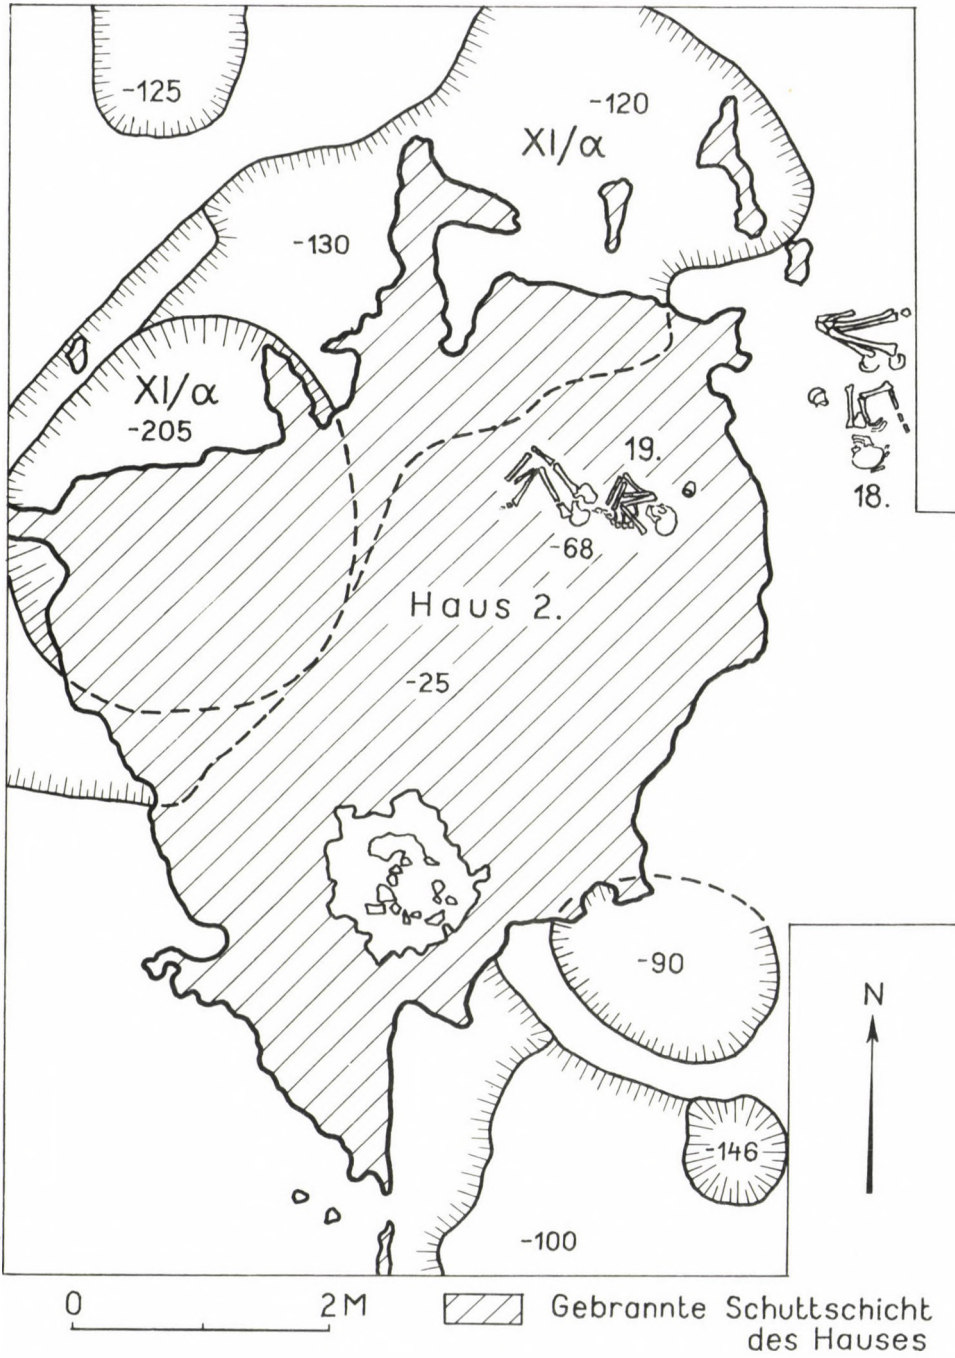 -125
-120
XI/α
-130
XI/α
-205
19.
18.
-68
Haus 2.
-25
-90
N
-146
-100
0 2M
Gebrannte Schuttschicht
des Hauses